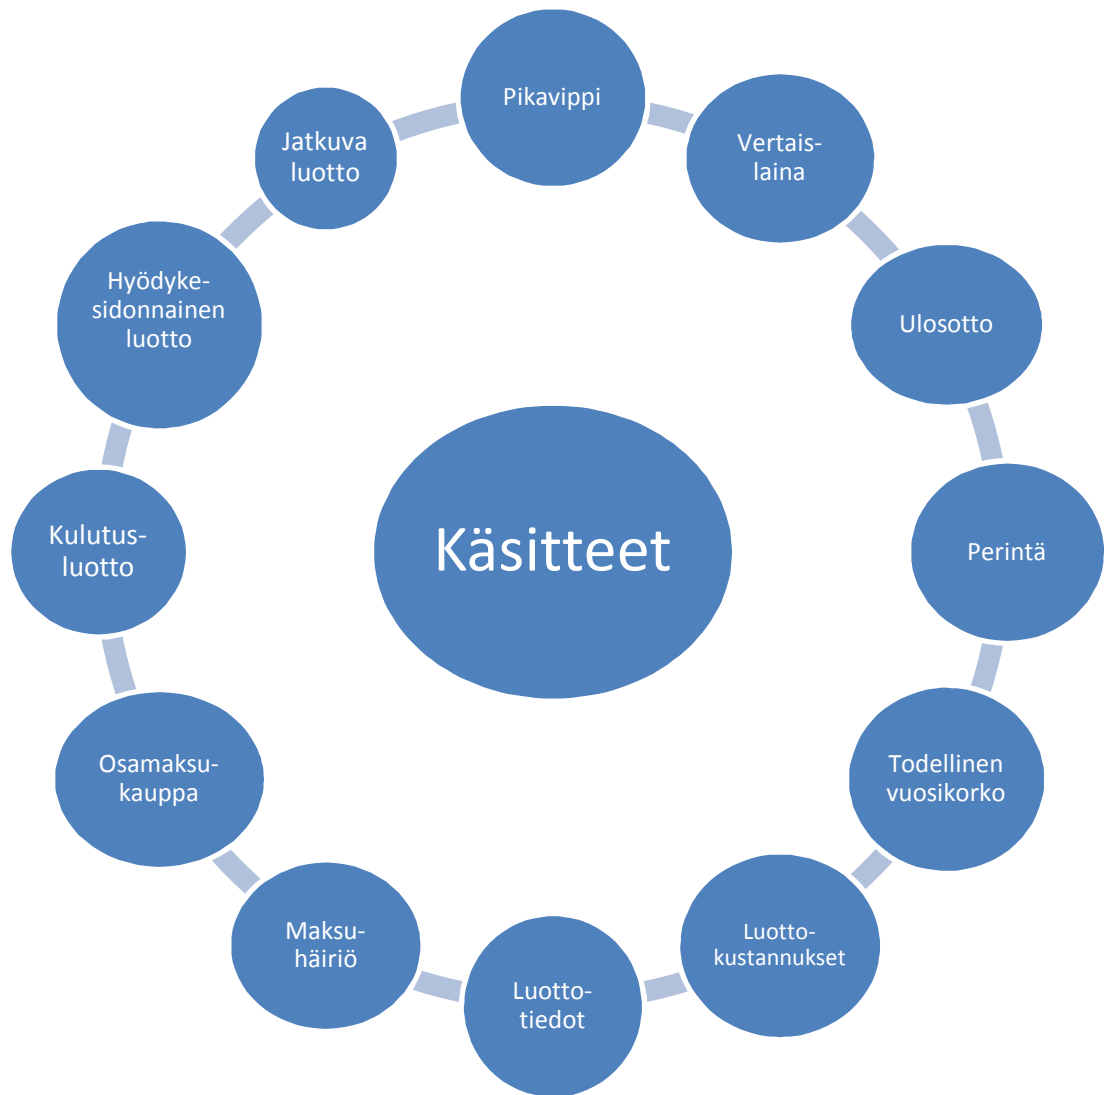 Pikavippi
Vertais-
laina
Ulosotto
Perintä
Todellinen
vuosikorko
Luotto-
kustannukset
Luotto-
tiedot
Maksu-
häiriö
Osamaksu-
kauppa
Kulutus-
luotto
Hyödyke-
sidonnainen
luotto
Jatkuva
luotto
Käsitteet